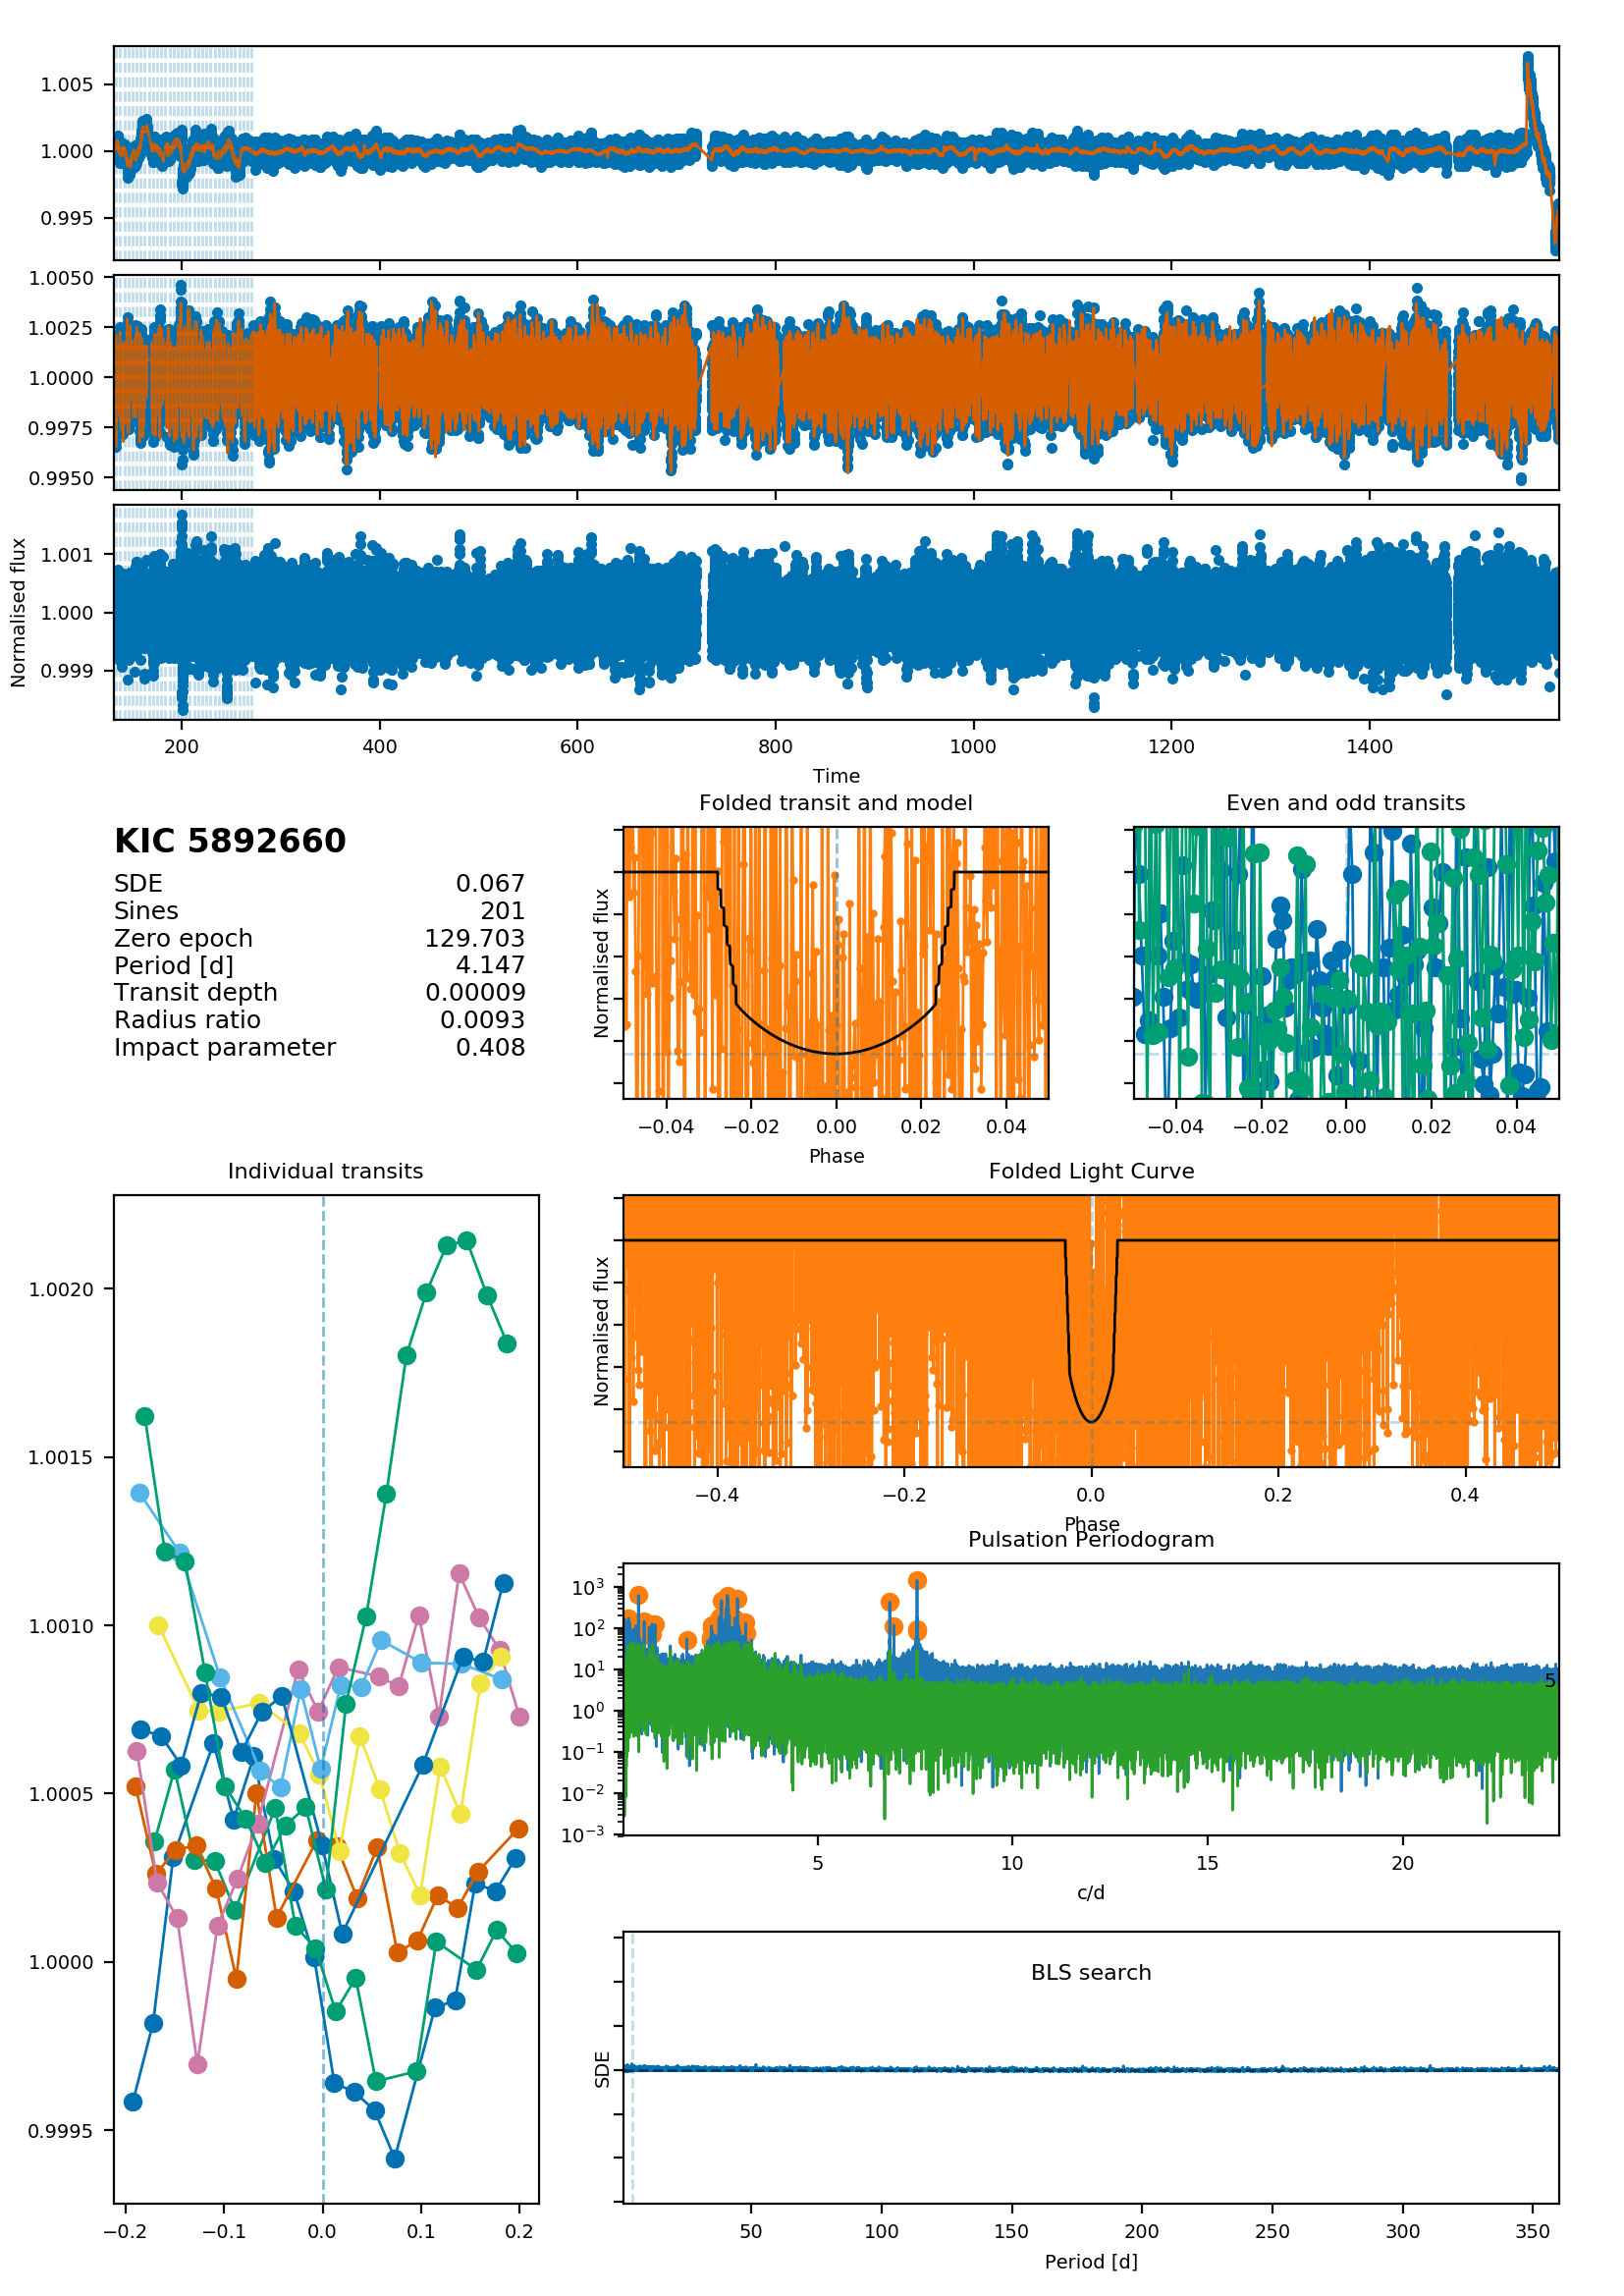 1.005
1.000
0.995
1.0050
1.0025
1.0000
0.9975
0.9950
1.001
1.000
0.999
Normalised flux
200 400 600 800 1000 1200 1400
Time
KIC 5892660
SDE 0.067
Sines 201
Zero epoch 129.703
Period [d] 4.147
Transit depth 0.00009
Radius ratio 0.0093
Impact parameter 0.408
Folded transit and model
Normalised flux
−0.04 −0.02 0.00 0.02 0.04
Phase
Even and odd transits
−0.04 −0.02 0.00 0.02 0.04
Individual transits
1.0020
1.0015
1.0010
1.0005
1.0000
0.9995
−0.2 −0.1 0.0 0.1 0.2
Folded Light Curve
Normalised flux
−0.4 −0.2 0.0 0.2 0.4
Phase
Pulsation Periodogram
10³
10²
10¹
10⁰
10⁻¹
10⁻²
10⁻³
5
5 10 15 20
c/d
BLS search
SDE
50 100 150 200 250 300 350
Period [d]